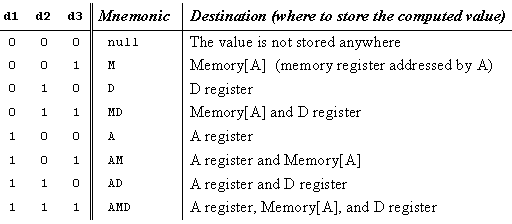 d1 d2 d3 Mnemonic Destination (where to store the computed value)
0 0 0 null The value is not stored anywhere
0 0 1 M Memory[A] (memory register addressed by A)
0 1 0 D D register
0 1 1 MD Memory[A] and D register
1 0 0 A A register
1 0 1 AM A register and Memory[A]
1 1 0 AD A register and D register
1 1 1 AMD A register, Memory[A], and D register